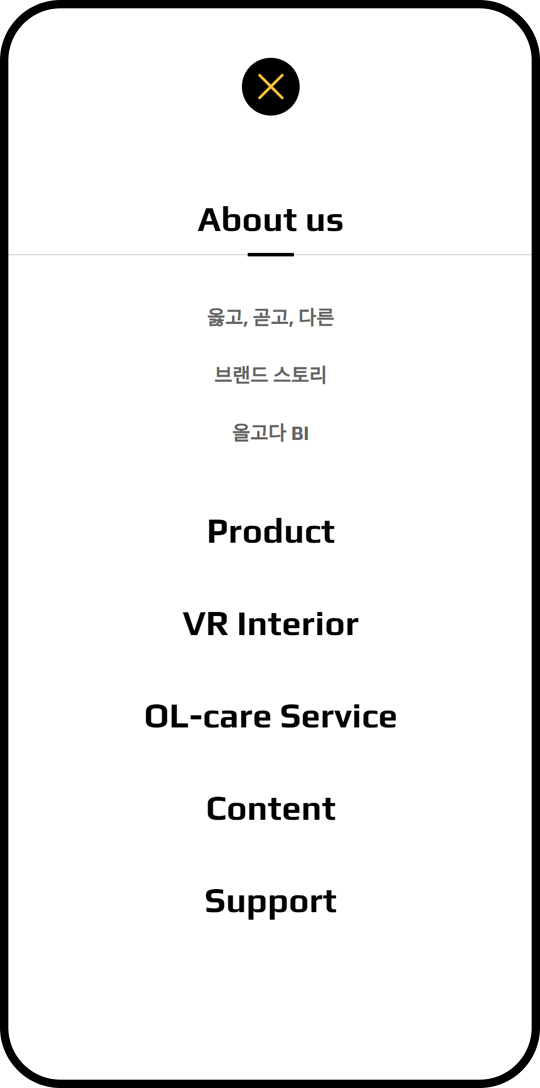 About us
옳고, 곧고, 다른
브랜드 스토리
올고다 BI
Product
VR Interior
OL-care Service
Content
Support